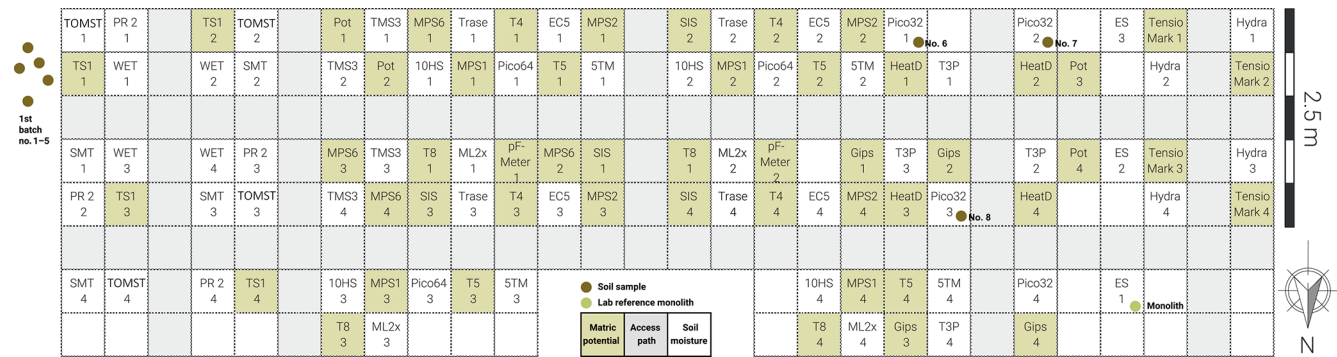 TOMST PR 2 TS1 TOMST Pot TMS3 MPS6 Trase T4 EC5 MPS2 SIS Trase T4 EC5 MPS2 Pico32 Pico32 ES Tensio Hydra
1 1 2 2 1 1 1 1 1 1 1 2 2 2 2 2 1 2 3 Mark 1 1
No. 6 No. 7
TS1 WET WET SMT TMS3 Pot 10HS MPS1 Pico64 T5 5TM 10HS MPS1 Pico64 T5 5TM HeatD T3P HeatD Pot Hydra Tensio
1 1 2 2 2 2 1 1 1 1 1 2 2 2 2 2 1 1 2 3 2 Mark 2
1st
batch
no. 1–5
SMT WET WET PR 2 MPS6 TMS3 T8 ML2x pF-Meter MPS6 SIS T8 ML2x pF-Meter Gips T3P Gips T3P Pot ES Tensio Hydra
1 3 4 3 3 3 1 1 1 2 1 1 2 2 1 3 2 2 4 2 Mark 3 3
PR 2 TS1 SMT TOMST TMS3 MPS6 SIS Trase T4 EC5 MPS2 SIS Trase T4 EC5 MPS2 HeatD Pico32 HeatD Hydra Tensio
2 3 3 3 4 4 3 3 3 3 3 4 4 4 4 4 3 3 4 4 Mark 4
No. 8
SMT TOMST PR 2 TS1 10HS MPS1 Pico64 T5 5TM 10HS MPS1 T5 5TM Pico32 ES
4 4 4 4 3 3 3 3 3 4 4 4 4 4 1
Monolith
T8 ML2x T8 ML2x Gips T3P Gips
3 3 4 4 3 4 4
Soil sample
Lab reference monolith
Matric Access Soil
potential path moisture
2.5 m
N